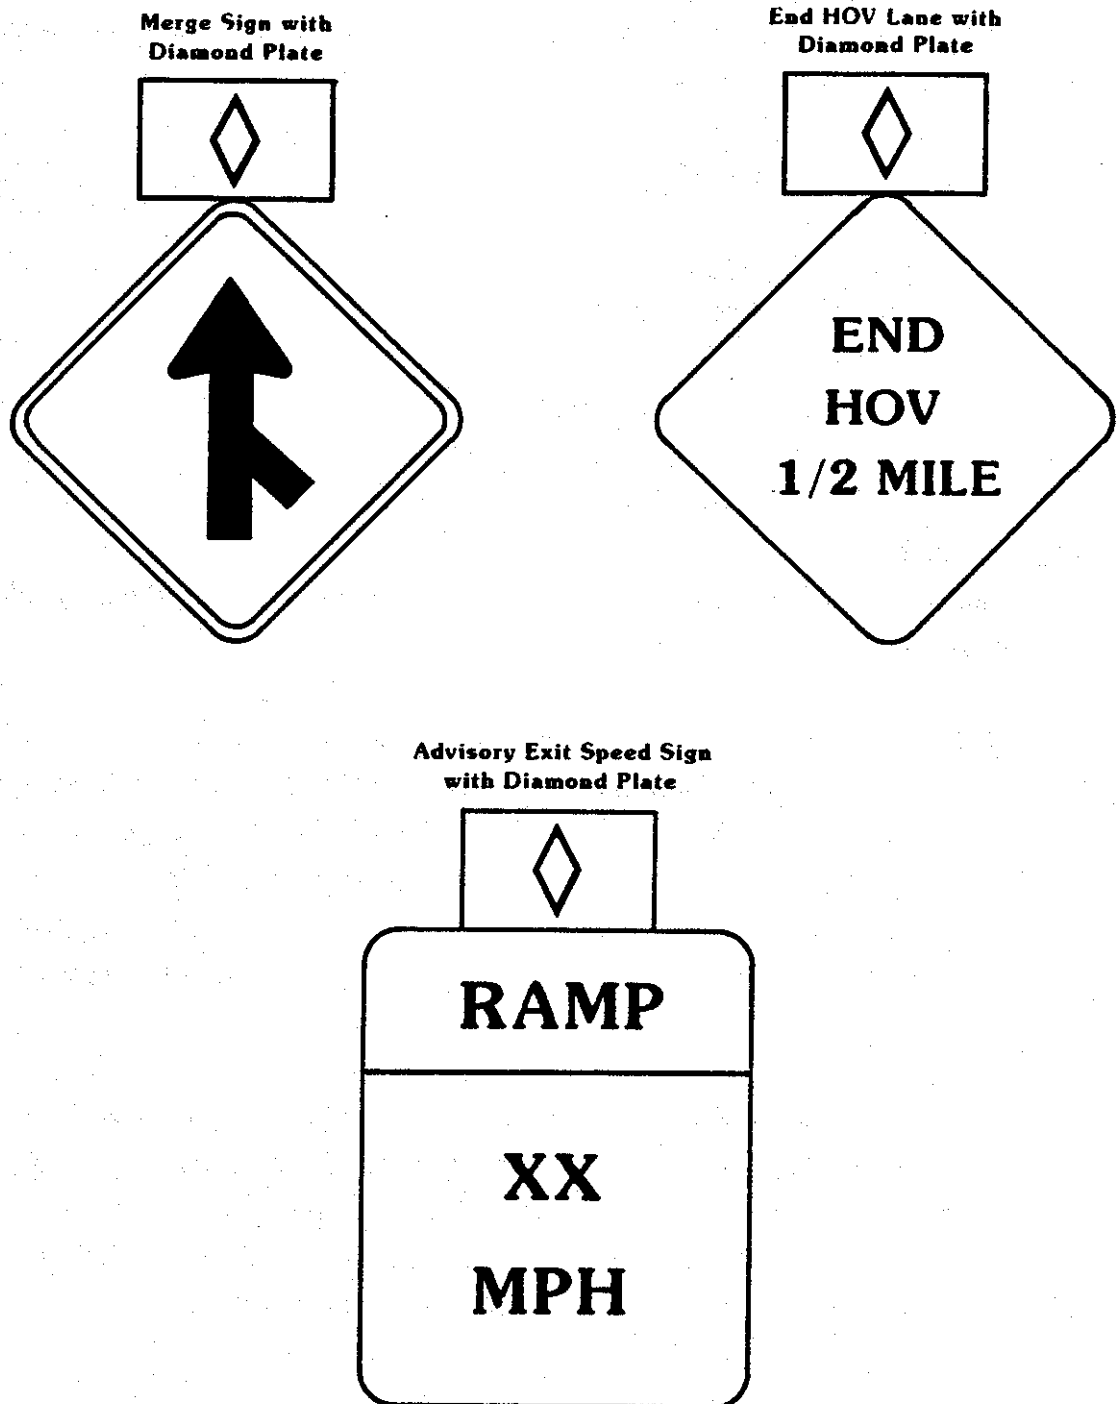 Merge Sign with
Diamond Plate
End HOV Lane with
Diamond Plate
END
HOV
1/2 MILE
Advisory Exit Speed Sign
with Diamond Plate
RAMP
XX
MPH